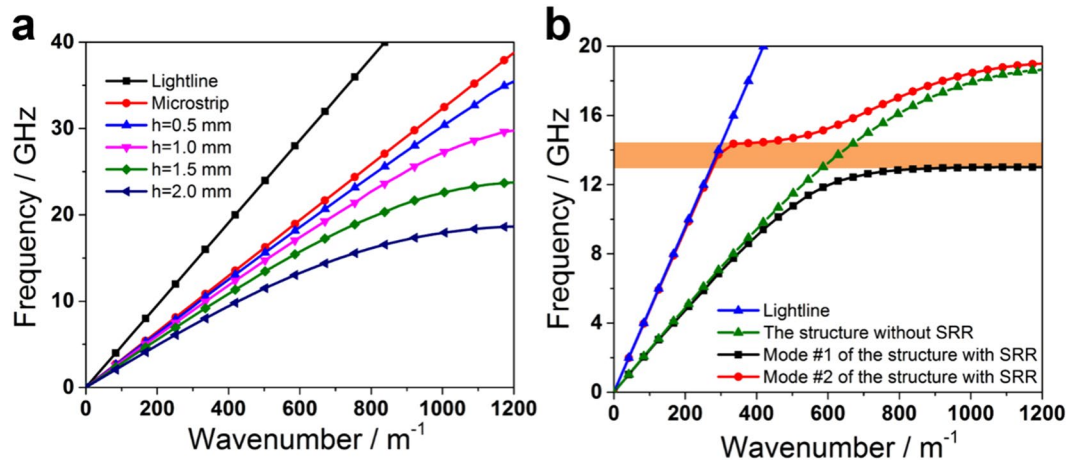 a
40
30
20
10
0
Frequency / GHz
Lightline
Microstrip
h=0.5 mm
h=1.0 mm
h=1.5 mm
h=2.0 mm
0 200 400 600 800 1000 1200
Wavenumber / m-1
b
20
16
12
8
4
0
Frequency / GHz
Lightline
The structure without SRR
Mode #1 of the structure with SRR
Mode #2 of the structure with SRR
0 200 400 600 800 1000 1200
Wavenumber / m-1